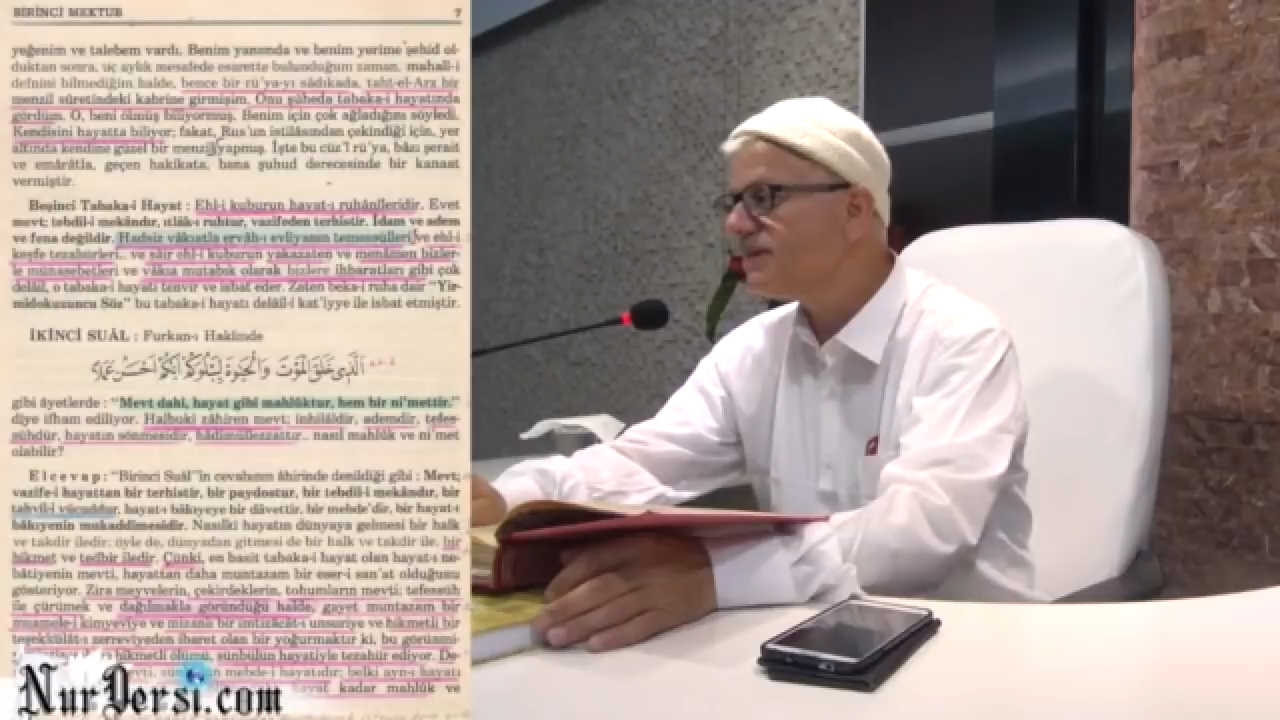 BİRİNCİ MEKTUB 7
yeğenim ve talebem vardı. Benim yanımda ve benim yerime şehid ol-
duktan sonra, üç aylık mesafede esarette bulunduğum zaman, mahall-i
defnini bilmediğim halde, bence bir rü'ya-yı sâdıkada, taht-el-Arz bir
menzil sûretindeki kabrine girmişim. Onu şüheda tabaka-i hayatında
gördüm. O, beni ölmüş biliyormuş. Benim için çok ağladığını söyledi.
Kendisini hayatta biliyor; fakat, Rus'un istilâsından çekindiği için, yer
altında kendine güzel bir menzil yapmış. İşte bu cüz'î rü'ya, bâzı şerait
ve emarâtla, geçen hakikata, bana şuhud derecesinde bir kanaat
vermiştir.
Beşinci Tabaka-i Hayat : Ehl-i kuburun hayat-ı ruhânîleridir. Evet
mevt; tebdil-i mekândır, ıtlâk-ı ruhtur, vazifeden terhistir. İdam ve adem
ve fena değildir. Hadsiz vâkıatla ervâh-ı evliyanın temessülleri ve ehl-i
keşfe tezahürleri.. ve sâir ehl-i kuburun yakazaten ve menâmen bizler-
le münasebetleri ve vâkıa mutabık olarak bizlere ihbaratları gibi çok
delâil, o tabaka-i hayatı tenvir ve isbat eder. Zaten beka-i ruha dair "Yir-
midokuzuncu Söz" bu tabaka-i hayatı delâil-i kat'iyye ile isbat etmiştir.
İKİNCİ SUÂL : Furkan-ı Hakîmde
اَلَّذِى خَلَقَ الْمَوْتَ وَالْحَيٰوةَ لِيَبْلُوَكُمْ اَيُّكُمْ اَحْسَنُ عَمَلًا
gibi âyetlerde : "Mevt dahi, hayat gibi mahlûktur, hem bir ni'mettir."
diye ifham ediliyor. Halbuki zâhiren mevt; inhilâldir, ademdir, tefes-
sühdür, hayatın sönmesidir, hâdimüllezzattır.. nasıl mahlûk ve ni'met
olabilir?
Elcevap : "Birinci Suâl"in cevabının âhirinde denildiği gibi : Mevt;
vazife-i hayattan bir terhistir, bir paydostur, bir tebdil-i mekândır, bir
tahvil-i vücuddur, hayat-ı bâkiyeye bir dâvettir, bir mebde'dir, bir hayat-ı
bâkiyenin mukaddimesidir. Nasılki hayatın dünyaya gelmesi bir halk
ve takdir iledir; öyle de, dünyadan gitmesi de bir halk ve takdir ile, bir
hikmet ve tedbir iledir. Çünki, en basit tabaka-i hayat olan hayat-ı ne-
bâtiyenin mevti, hayattan daha muntazam bir eser-i san'at olduğunu
gösteriyor. Zira meyvelerin, çekirdeklerin, tohumların mevti; tefessüh
ile çürümek ve dağılmakla göründüğü halde, gayet muntazam bir
muamele-i kimyeviye ve mizanlı bir imtizacât-ı unsuriye ve hikmetli bir
teşekkülât-ı zerreviyeden ibaret olan bir yoğurmaktır ki, bu görünmi-
hikmetli ölümü, sünbülün hayatiyle tezahür ediyor. De-
mebde-i hayatıdır; belki ayn-ı hayatı
hayat kadar mahlûk ve
NurDersi.com